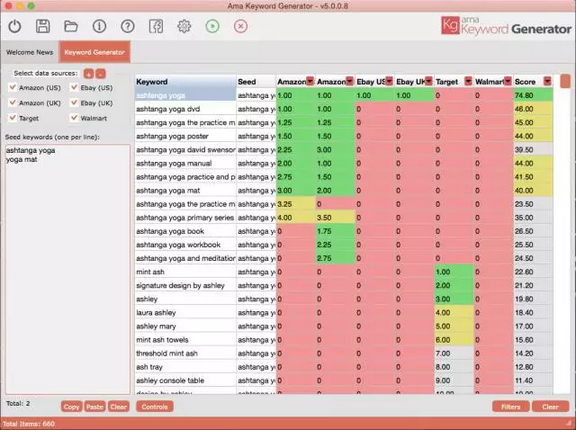 Ama Keyword Generator - v5.0.0.8
Kg ama
Keyword Generator
Welcome News Keyword Generator
Select data sources:
Amazon (US) Ebay (US)
Amazon (UK) Ebay (UK)
Target Walmart
Seed keywords (one per line):
ashtanga yoga
yoga mat
Keyword Seed Amazon Amazon Ebay US Ebay UK Target Walmar Score
ashtanga yoga ashtanga y 1.00 1.00 1.00 1.00 0 0 74.80
ashtanga yoga dvd ashtanga y 1.00 1.00 0 0 0 0 46.00
ashtanga yoga the practice m ashtanga y 1.25 1.25 0 0 0 0 45.00
ashtanga yoga poster ashtanga y 1.50 1.50 0 0 0 0 44.00
ashtanga yoga david swenson ashtanga y 2.25 3.00 0 0 0 0 39.50
ashtanga yoga manual ashtanga y 2.00 1.00 0 0 0 0 44.00
ashtanga yoga practice and p ashtanga y 2.75 1.50 0 0 0 0 41.50
ashtanga yoga mat ashtanga y 3.00 2.00 0 0 0 0 40.00
ashtanga yoga the practice m ashtanga y 3.25 0 0 0 0 0 23.50
ashtanga yoga primary series ashtanga y 4.00 3.50 0 0 0 0 35.00
ashtanga yoga book ashtanga y 0 1.75 0 0 0 0 26.50
ashtanga yoga workbook ashtanga y 0 2.25 0 0 0 0 25.50
ashtanga yoga and meditation ashtanga y 0 2.75 0 0 0 0 24.50
mint ash ashtanga y 0 0 0 0 1.00 0 22.60
signature design by ashley ashtanga y 0 0 0 0 2.00 0 21.20
ashley ashtanga y 0 0 0 0 3.00 0 19.80
laura ashley ashtanga y 0 0 0 0 4.00 0 18.40
ashley mary ashtanga y 0 0 0 0 5.00 0 17.00
mint ash towels ashtanga y 0 0 0 0 6.00 0 15.60
threshold mint ash ashtanga y 0 0 0 0 7.00 0 14.20
ash tray ashtanga y 0 0 0 0 8.00 0 12.80
ashley console table ashtanga y 0 0 0 0 9.00 0 11.40
Total: 2 Copy Paste Clear Controls Filters Clear
Total Items: 660